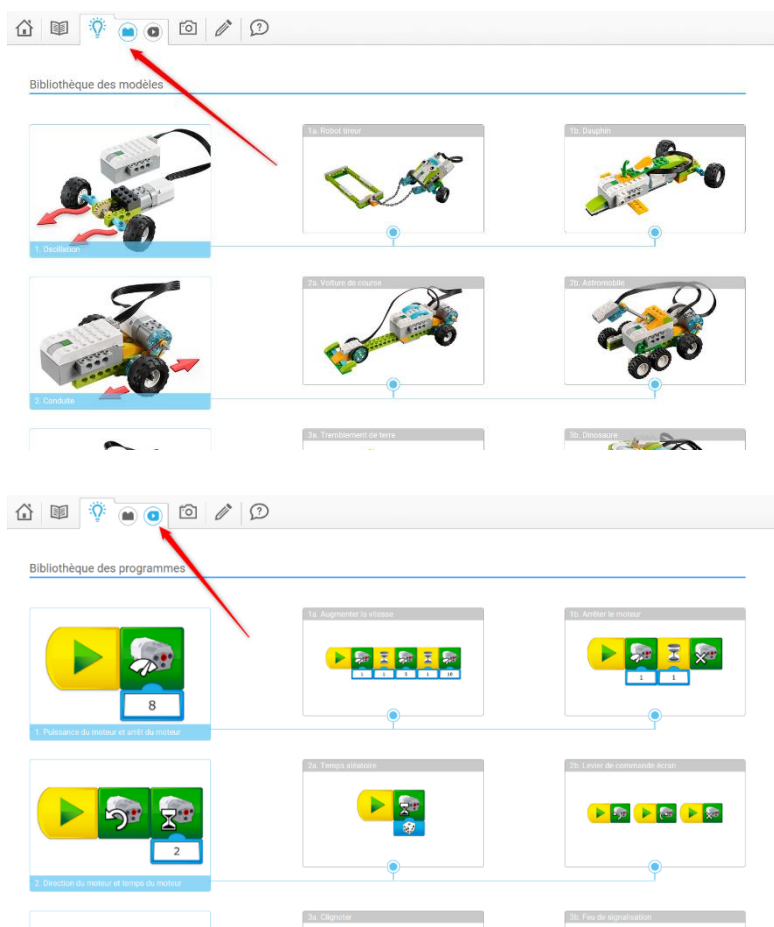 Bibliothèque des modèles
1a. Robot tireur
1b. Dauphin
1. Oscillation
2a. Voiture de course
2b. Astromobile
2. Conduite
3a. Tremblement de terre
3b. Dinosaure
Bibliothèque des programmes
1a. Augmenter la vitesse
1b. Arrêter le moteur
8
1 1 5 1 10
1 1
1. Puissance du moteur et arrêt du moteur
2a. Temps aléatoire
2b. Levier de commande écran
2
2. Direction du moteur et temps du moteur
3a. Clignoter
3b. Feu de signalisation